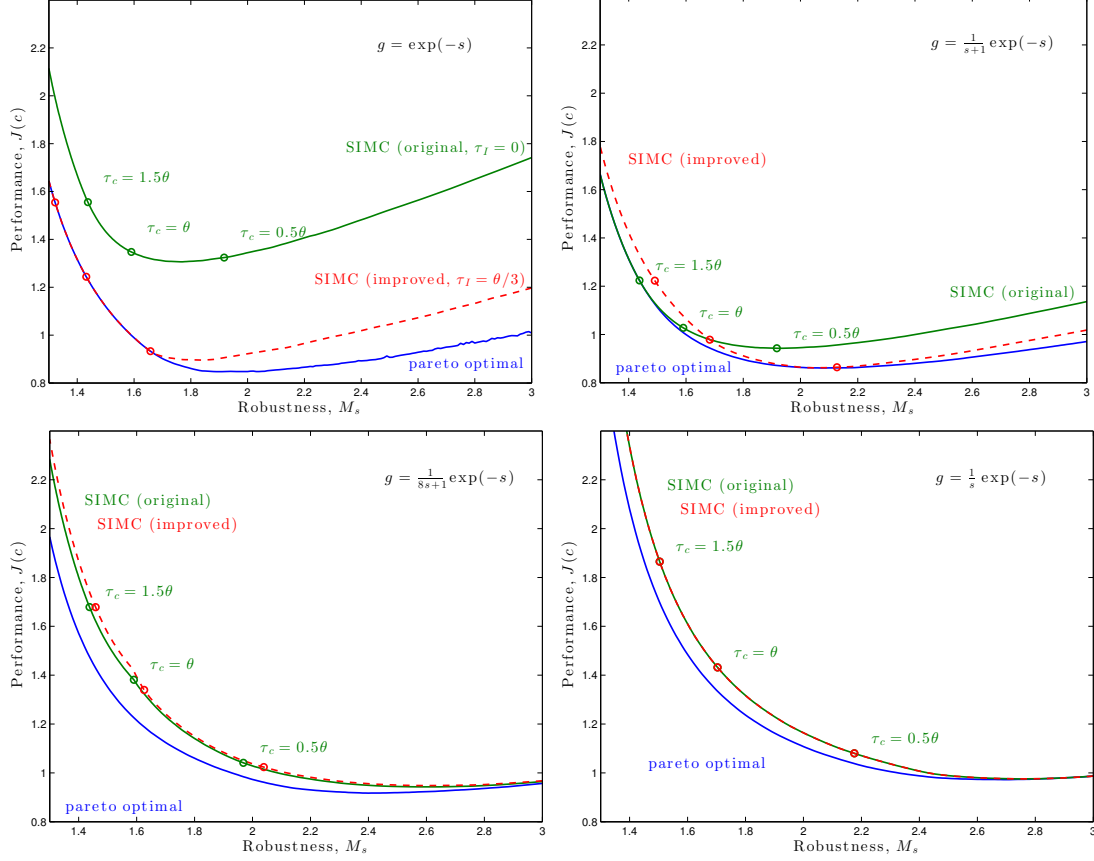 g = exp(−s)
SIMC (original, τ_I = 0)
τ_c = 1.5θ
τ_c = θ
τ_c = 0.5θ
SIMC (improved, τ_I = θ/3)
pareto optimal
Performance, J(c)
2.2
2
1.8
1.6
1.4
1.2
1
0.8
1.4 1.6 1.8 2 2.2 2.4 2.6 2.8 3
Robustness, M_s
g = 1/(s+1) exp(−s)
SIMC (improved)
τ_c = 1.5θ
SIMC (original)
τ_c = θ
τ_c = 0.5θ
pareto optimal
Performance, J(c)
2.2
2
1.8
1.6
1.4
1.2
1
0.8
1.4 1.6 1.8 2 2.2 2.4 2.6 2.8 3
Robustness, M_s
g = 1/(8s+1) exp(−s)
SIMC (original)
SIMC (improved)
τ_c = 1.5θ
τ_c = θ
τ_c = 0.5θ
pareto optimal
Performance, J(c)
2.2
2
1.8
1.6
1.4
1.2
1
0.8
1.4 1.6 1.8 2 2.2 2.4 2.6 2.8 3
Robustness, M_s
g = 1/s exp(−s)
SIMC (original)
SIMC (improved)
τ_c = 1.5θ
τ_c = θ
τ_c = 0.5θ
pareto optimal
Performance, J(c)
2.2
2
1.8
1.6
1.4
1.2
1
0.8
1.4 1.6 1.8 2 2.2 2.4 2.6 2.8 3
Robustness, M_s